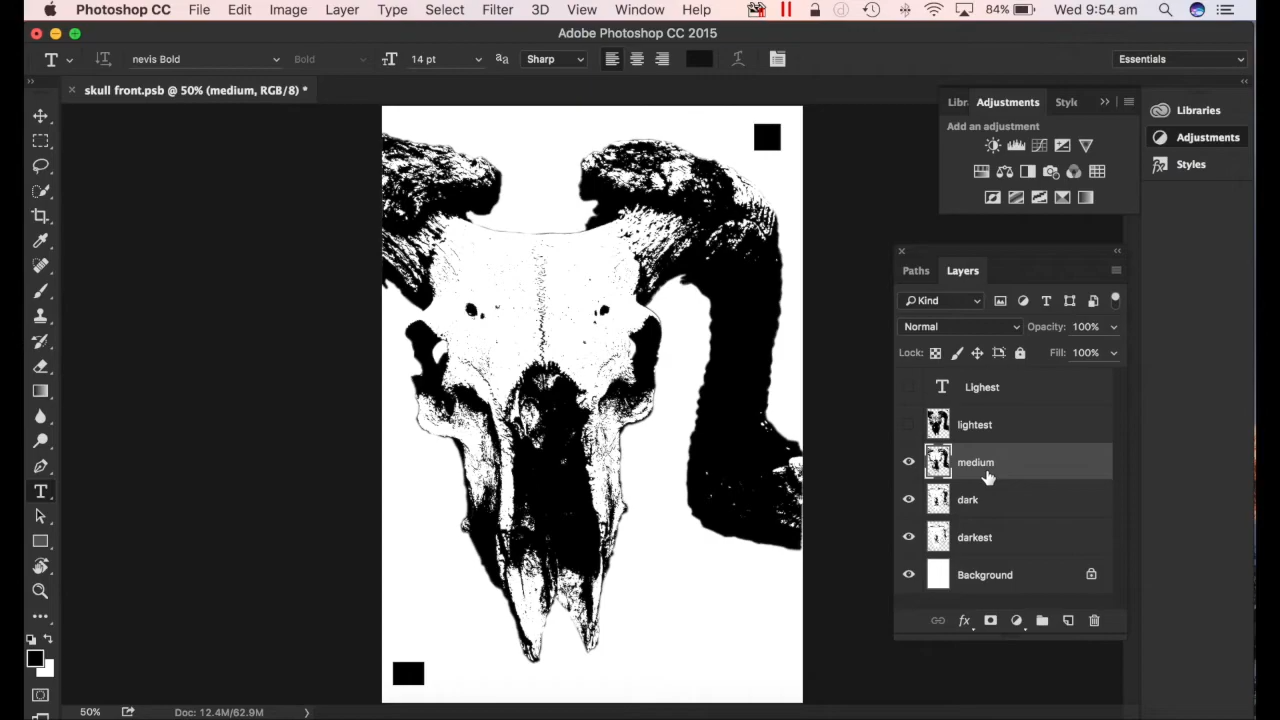 Photoshop CC File Edit Image Layer Type Select Filter 3D View Window Help 84% Wed 9:54 am
Adobe Photoshop CC 2015
T nevis Bold Bold 14 pt Sharp Essentials
skull front.psb @ 50% (medium, RGB/8) *
Libr Adjustments Style
Add an adjustment
Libraries
Adjustments
Styles
Paths Layers
Kind
Normal Opacity: 100%
Lock: Fill: 100%
T LIghest
lightest
medium
dark
darkest
Background
fx
50% Doc: 12.4M/62.9M